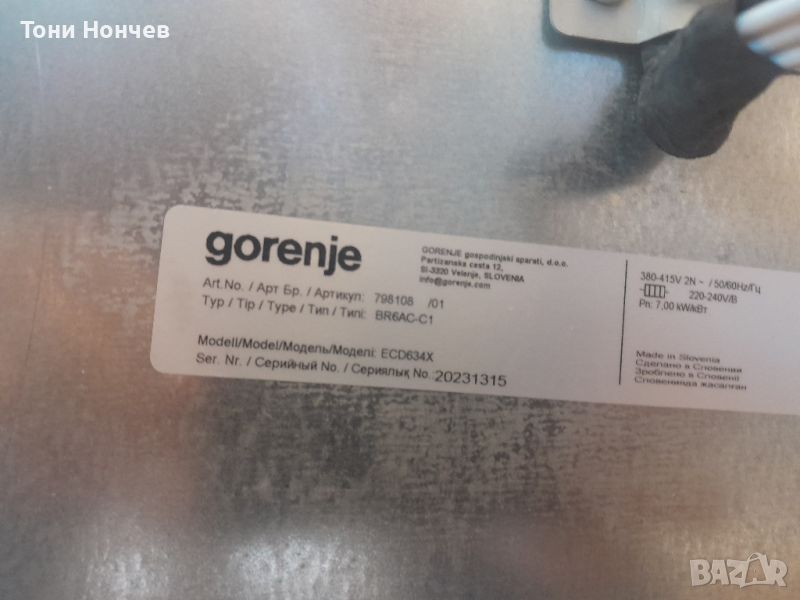 Тони Нончев
gorenje
GORENJE gospodinjski aparati, d.o.o.
Partizanska cesta 12,
SI-3320 Velenje, SLOVENIA
info@gorenje.com
Art.No. / Арт Бр. / Артикул: 798108 /01
Typ / Tip / Type / Тип / Типі: BR6AC-C1
Modell/Model/Модель/Моделі: ECD634X
Ser. Nr. / Серийный No. / Сериялық No.: 20231315
380-415V 2N ~ / 50/60Hz/Гц
220-240V/B
Pn: 7,00 kW/кВт
Made in Slovenia
Сделано в Словении
Зроблено в Словенії
Словенияда жасалған
BAZAR